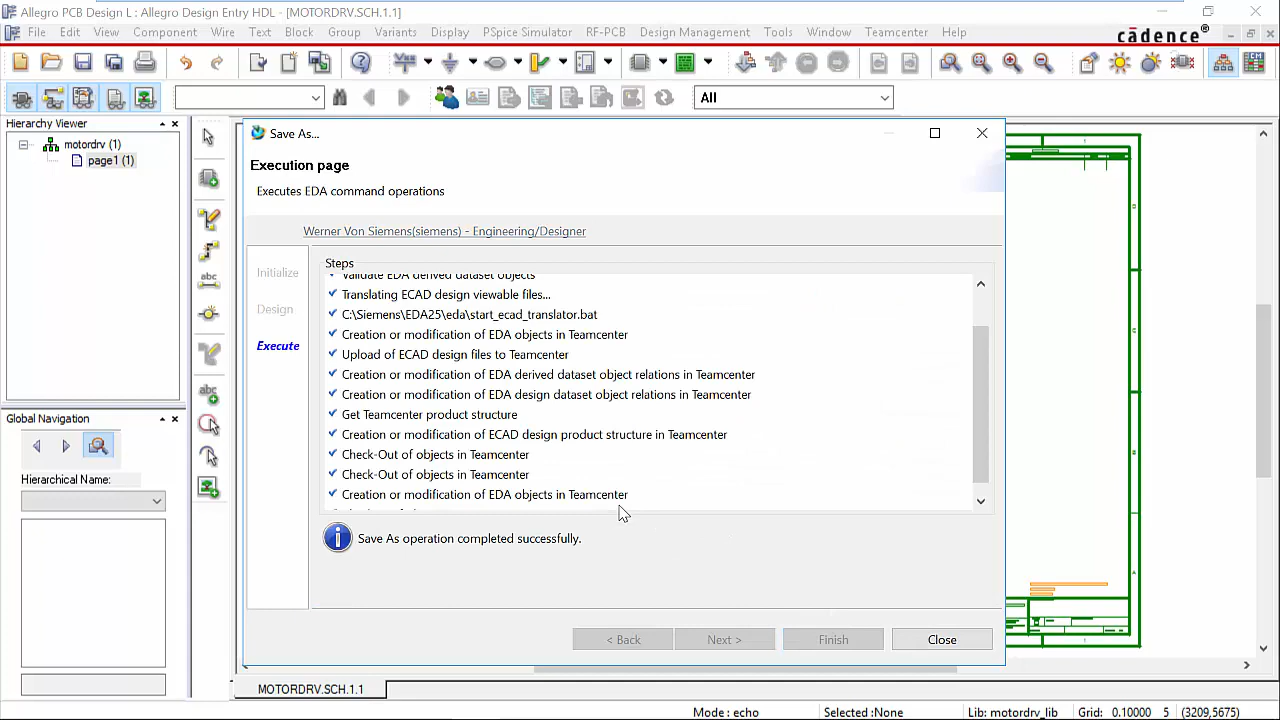 Allegro PCB Design L : Allegro Design Entry HDL - [MOTORDRV.SCH.1.1]
File Edit View Component Wire Text Block Group Variants Display PSpice Simulator RF-PCB Design Management Tools Window Teamcenter Help
cādence®
All
Hierarchy Viewer
motordrv (1)
page1 (1)
Save As...
Execution page
Executes EDA command operations
Werner Von Siemens(siemens) - Engineering/Designer
Initialize
Design
Execute
Steps
Validate EDA derived dataset objects
Translating ECAD design viewable files...
C:\Siemens\EDA25\eda\start_ecad_translator.bat
Creation or modification of EDA objects in Teamcenter
Upload of ECAD design files to Teamcenter
Creation or modification of EDA derived dataset object relations in Teamcenter
Creation or modification of EDA design dataset object relations in Teamcenter
Get Teamcenter product structure
Creation or modification of ECAD design product structure in Teamcenter
Check-Out of objects in Teamcenter
Check-Out of objects in Teamcenter
Creation or modification of EDA objects in Teamcenter
Save As operation completed successfully.
< Back Next > Finish Close
Global Navigation
Hierarchical Name:
abc
abc
MOTORDRV.SCH.1.1
Mode : echo Selected :None Lib: motordrv_lib Grid: 0.10000 5 (3209,5675)